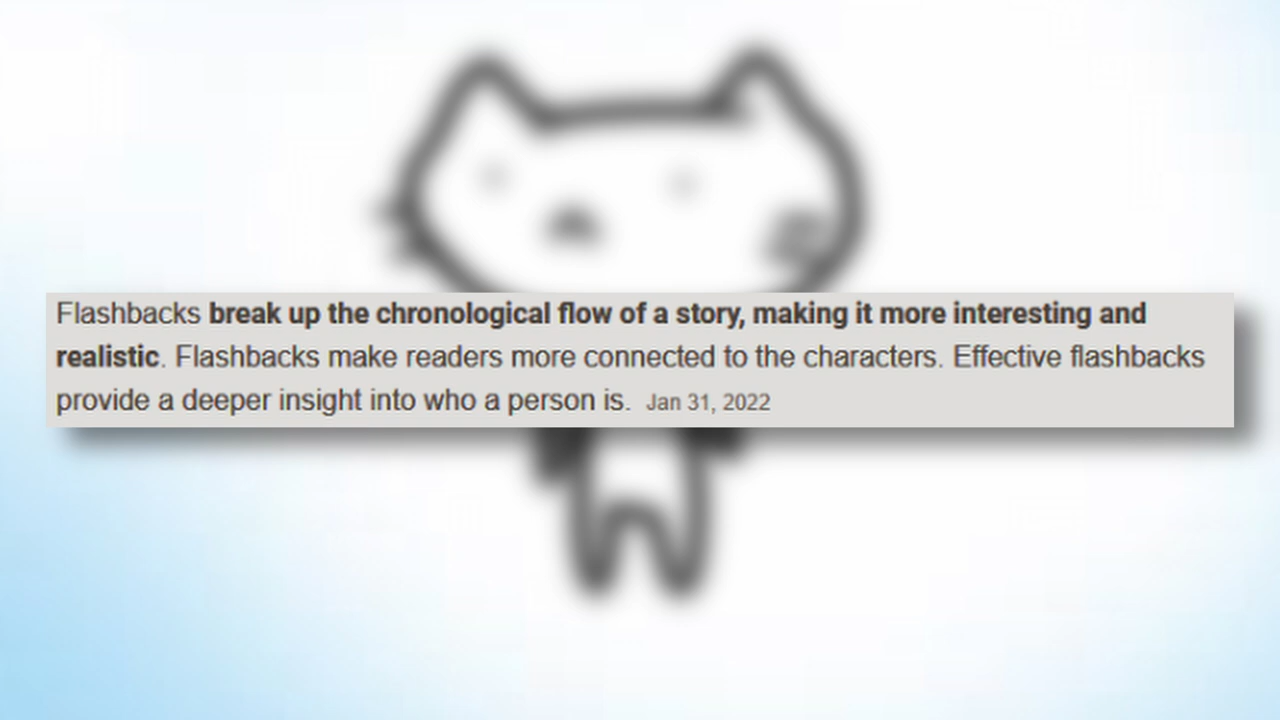 Flashbacks break up the chronological flow of a story, making it more interesting and
realistic. Flashbacks make readers more connected to the characters. Effective flashbacks
provide a deeper insight into who a person is. Jan 31, 2022